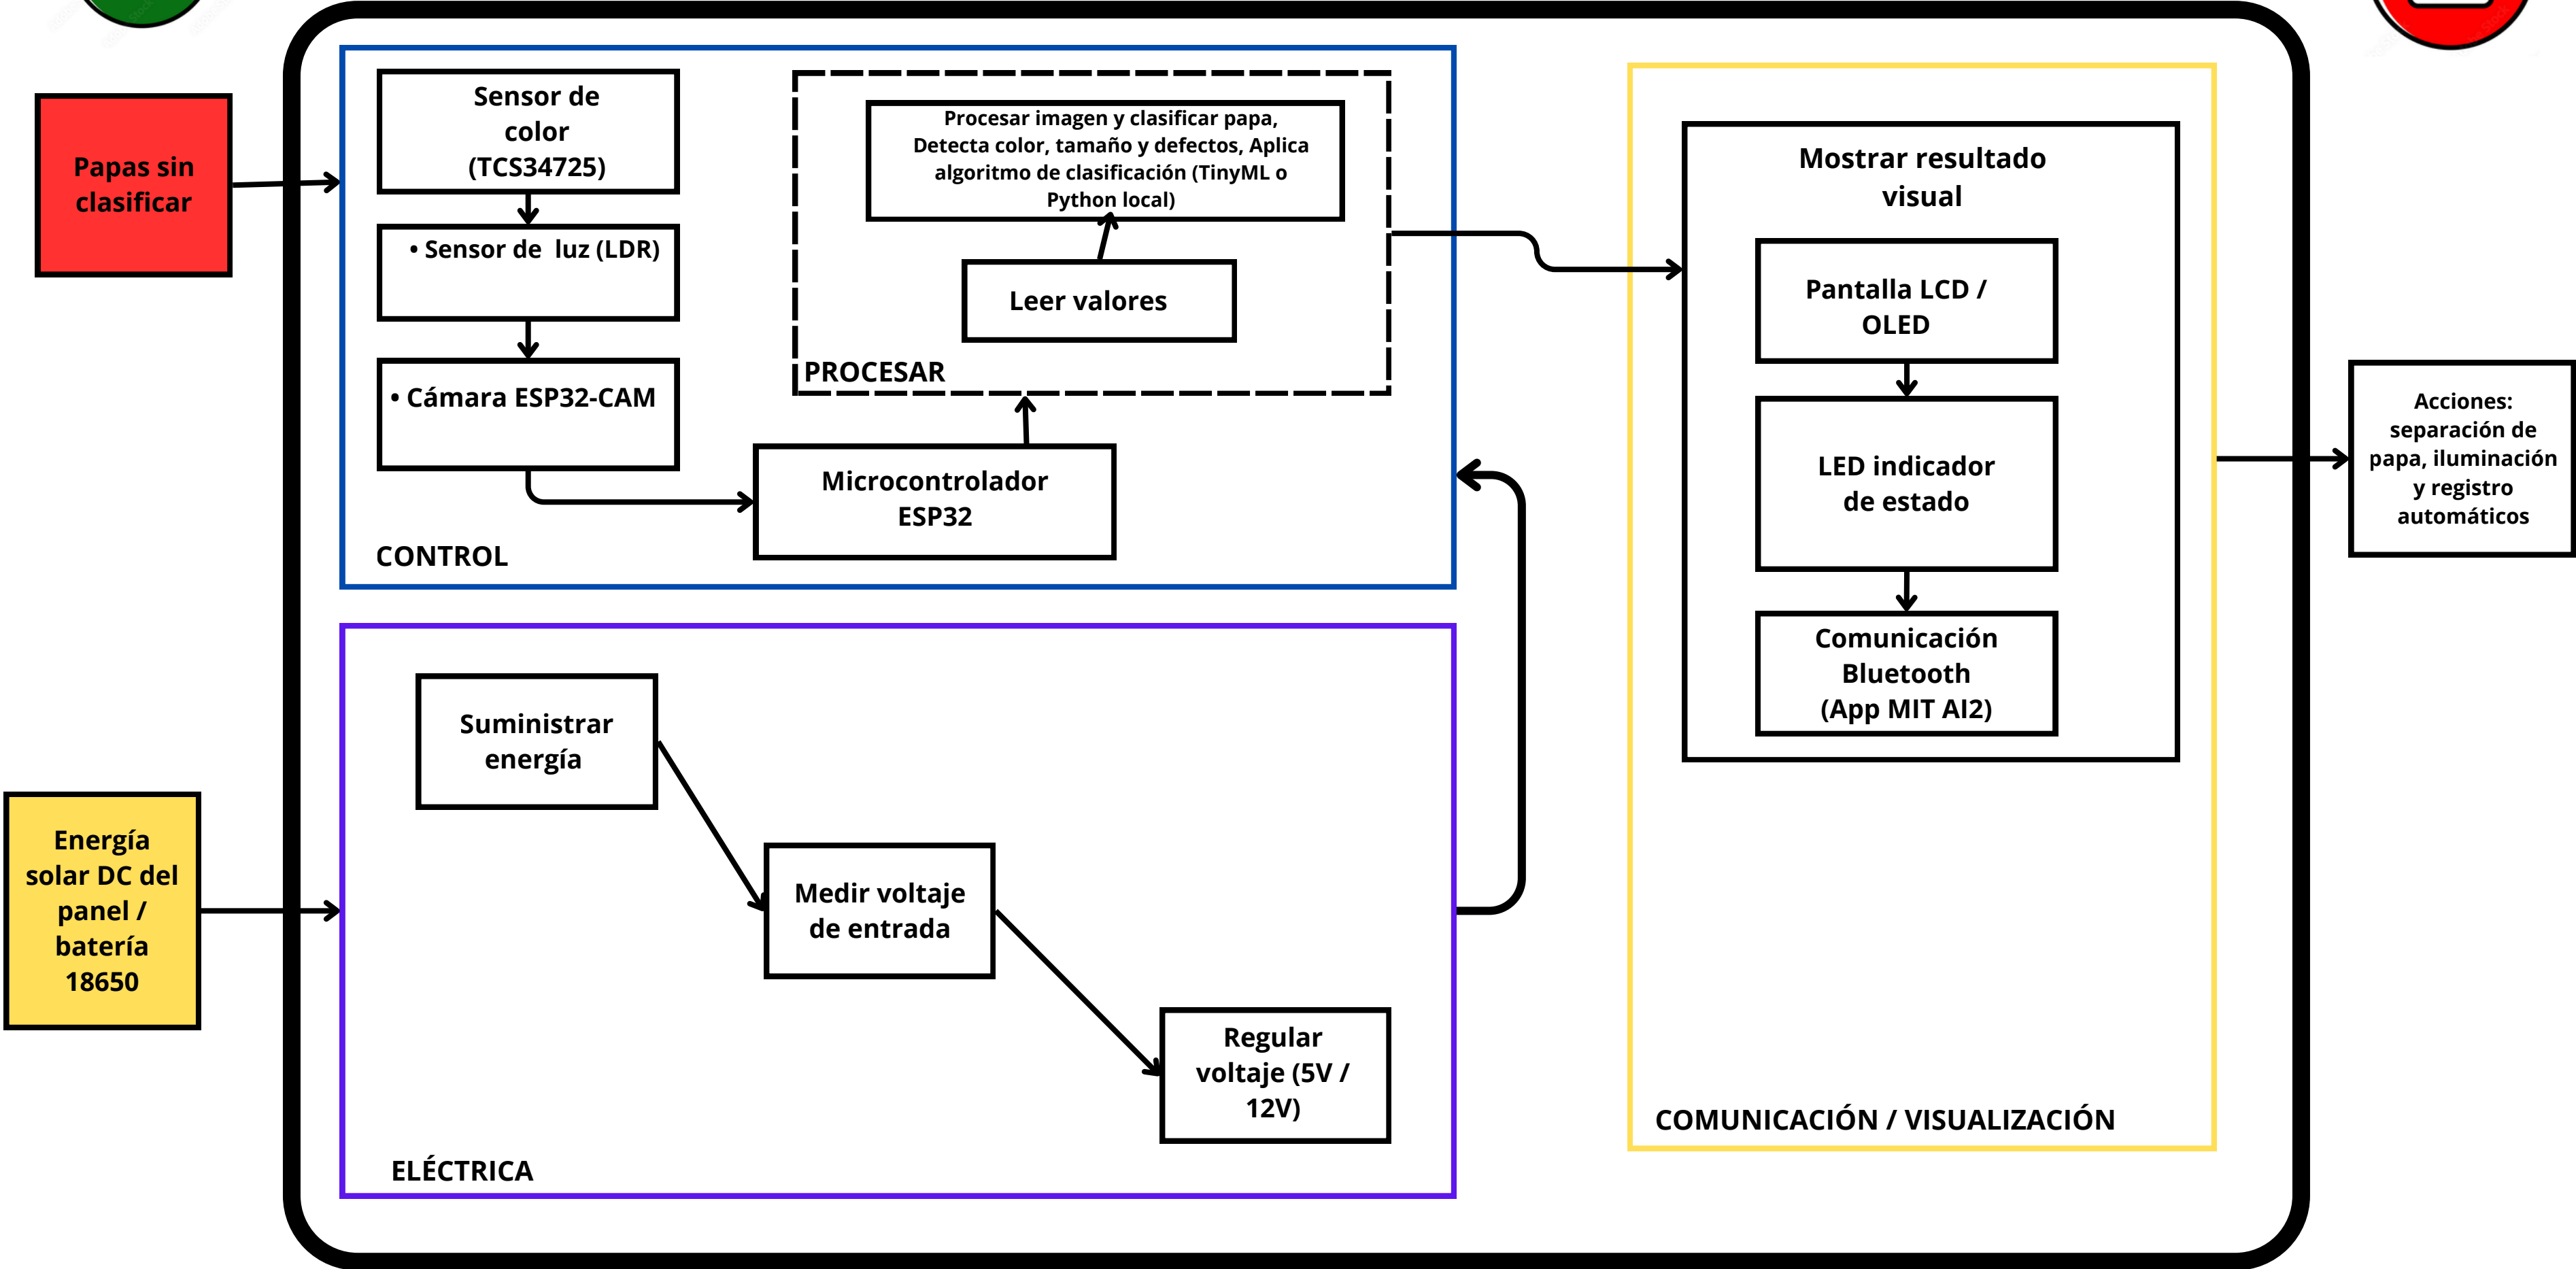 Papas sin
clasificar
Sensor de
color
(TCS34725)
• Sensor de luz (LDR)
• Cámara ESP32-CAM
CONTROL
Procesar imagen y clasificar papa,
Detecta color, tamaño y defectos, Aplica
algoritmo de clasificación (TinyML o
Python local)
Leer valores
PROCESAR
Microcontrolador
ESP32
Mostrar resultado
visual
Pantalla LCD /
OLED
LED indicador
de estado
Comunicación
Bluetooth
(App MIT AI2)
COMUNICACIÓN / VISUALIZACIÓN
Acciones:
separación de
papa, iluminación
y registro
automáticos
Energía
solar DC del
panel /
batería
18650
Suministrar
energía
Medir voltaje
de entrada
Regular
voltaje (5V /
12V)
ELÉCTRICA